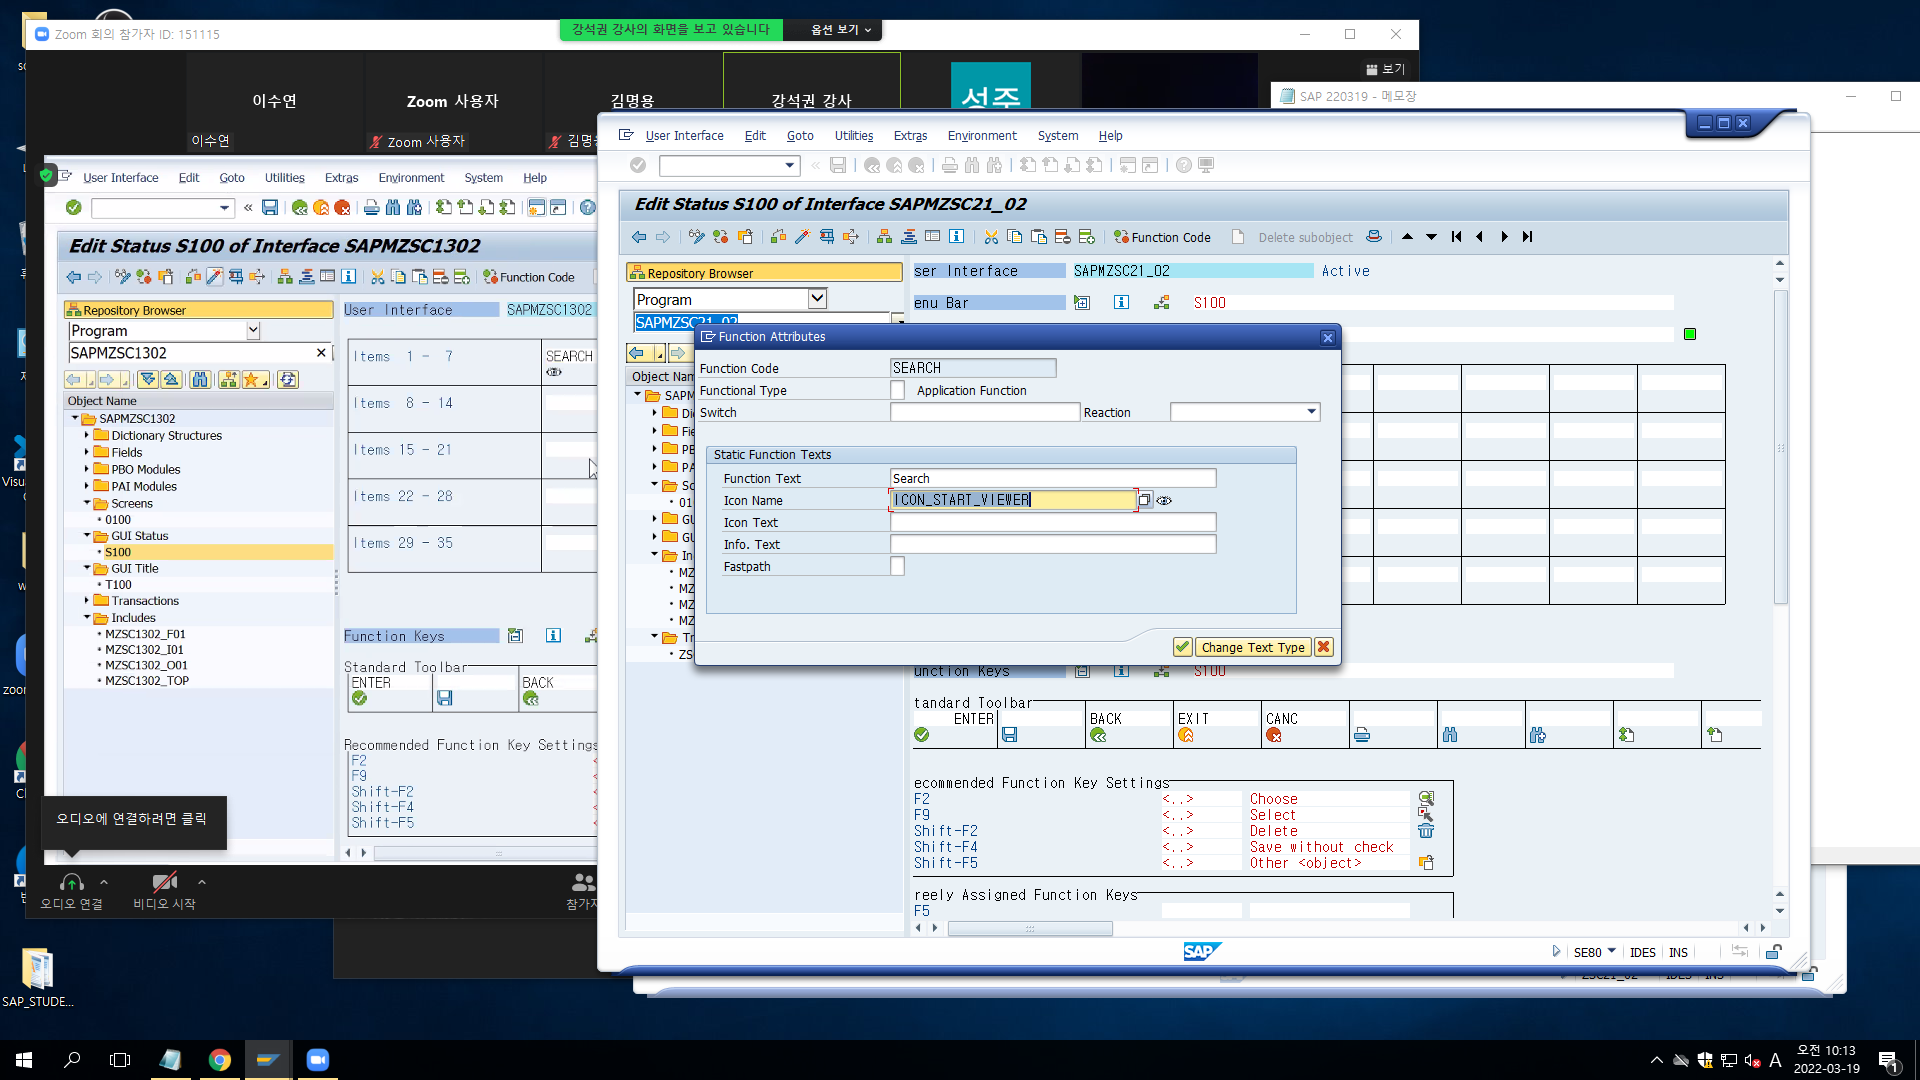 Zoom 회의 참가자 ID: 151115
강석권 강사의 화면을 보고 있습니다
옵션 보기
보기
이수연
Zoom 사용자
김명용
강석권 강사
성주
이수연
Zoom 사용자
SAP 220319 - 메모장
User Interface Edit Goto Utilities Extras Environment System Help
Edit Status S100 of Interface SAPMZSC1302
Function Code
Repository Browser
Program
SAPMZSC1302
Object Name
SAPMZSC1302
Dictionary Structures
Fields
PBO Modules
PAI Modules
Screens
0100
GUI Status
S100
GUI Title
T100
Transactions
Includes
MZSC1302_F01
MZSC1302_I01
MZSC1302_O01
MZSC1302_TOP
User Interface SAPMZSC1302
Items 1 - 7 SEARCH
Items 8 - 14
Items 15 - 21
Items 22 - 28
Items 29 - 35
Function Keys
Standard Toolbar
ENTER BACK
Recommended Function Key Settings
F2
F9
Shift-F2
Shift-F4
Shift-F5
오디오에 연결하려면 클릭
오디오 연결
비디오 시작
User Interface Edit Goto Utilities Extras Environment System Help
Edit Status S100 of Interface SAPMZSC21_02
Function Code
Delete subobject
Repository Browser
Program
SAPMZSC21_02
ser Interface SAPMZSC21_02 Active
enu Bar S100
Function Attributes
Function Code SEARCH
Functional Type Application Function
Switch Reaction
Static Function Texts
Function Text Search
Icon Name ICON_START_VIEWER
Icon Text
Info. Text
Fastpath
Change Text Type
unction Keys S100
tandard Toolbar
ENTER BACK EXIT CANC
ecommended Function Key Settings
F2 <..> Choose
F9 <..> Select
Shift-F2 <..> Delete
Shift-F4 <..> Save without check
Shift-F5 <..> Other <object>
reely Assigned Function Keys
F5
SAP
SE80 IDES INS
SAP_STUDE...
A
오전 10:13
2022-03-19
1